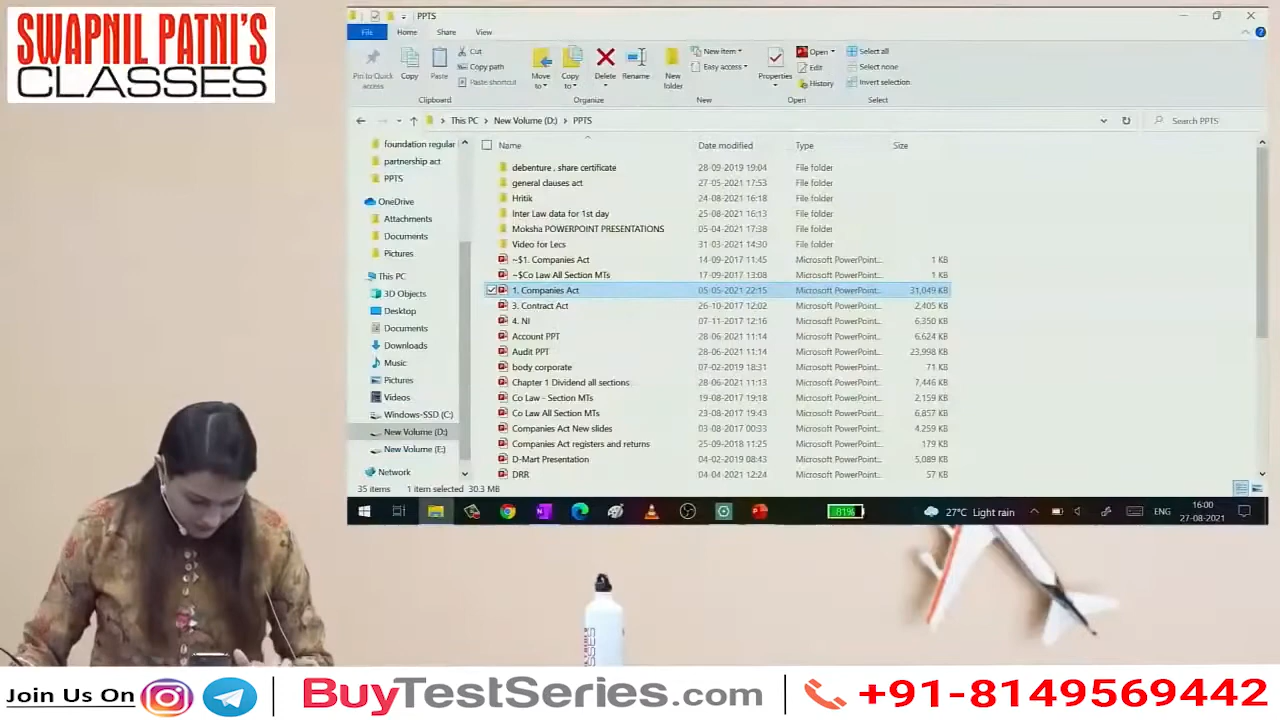 SWAPNIL PATNI'S
CLASSES
PPTS
File
Home
Share
View
Pin to Quick access
Copy
Paste
Cut
Copy path
Paste shortcut
Clipboard
Move to
Copy to
Delete
Rename
Organize
New folder
New item
Easy access
New
Properties
Open
Edit
History
Open
Select all
Select none
Invert selection
Select
This PC
New Volume (D:)
PPTS
Search PPTS
foundation regular
partnership act
PPTS
OneDrive
Attachments
Documents
Pictures
This PC
3D Objects
Desktop
Documents
Downloads
Music
Pictures
Videos
Windows-SSD (C:)
New Volume (D:)
New Volume (E:)
Network
Name Date modified Type Size
debenture , share certificate 28-09-2019 19:04 File folder
general clauses act 27-05-2021 17:53 File folder
Hritik 24-08-2021 16:18 File folder
Inter Law data for 1st day 25-08-2021 16:13 File folder
Moksha POWERPOINT PRESENTATIONS 05-04-2021 17:38 File folder
Video for Lecs 31-03-2021 14:30 File folder
~$1. Companies Act 14-09-2017 11:45 Microsoft PowerPoint... 1 KB
~$Co Law All Section MTs 17-09-2017 13:08 Microsoft PowerPoint... 1 KB
1. Companies Act 05-05-2021 22:15 Microsoft PowerPoint... 31,049 KB
3. Contract Act 26-10-2017 12:02 Microsoft PowerPoint... 2,405 KB
4. NI 07-11-2017 12:16 Microsoft PowerPoint... 6,350 KB
Account PPT 28-06-2021 11:14 Microsoft PowerPoint... 6,624 KB
Audit PPT 28-06-2021 11:14 Microsoft PowerPoint... 23,998 KB
body corporate 07-02-2019 18:31 Microsoft PowerPoint... 71 KB
Chapter 1 Dividend all sections 28-06-2021 11:13 Microsoft PowerPoint... 7,446 KB
Co Law - Section MTs 19-08-2017 19:18 Microsoft PowerPoint... 2,159 KB
Co Law All Section MTs 23-08-2017 19:43 Microsoft PowerPoint... 6,857 KB
Companies Act New slides 03-08-2017 00:33 Microsoft PowerPoint... 4,259 KB
Companies Act registers and returns 25-09-2018 11:25 Microsoft PowerPoint... 179 KB
D-Mart Presentation 04-02-2019 08:43 Microsoft PowerPoint... 5,089 KB
DRR 04-04-2021 12:24 Microsoft PowerPoint... 57 KB
35 items 1 item selected 30.3 MB
81% 27°C Light rain ENG 16:00
27-08-2021
Join Us On BuyTestSeries.com +91-8149569442